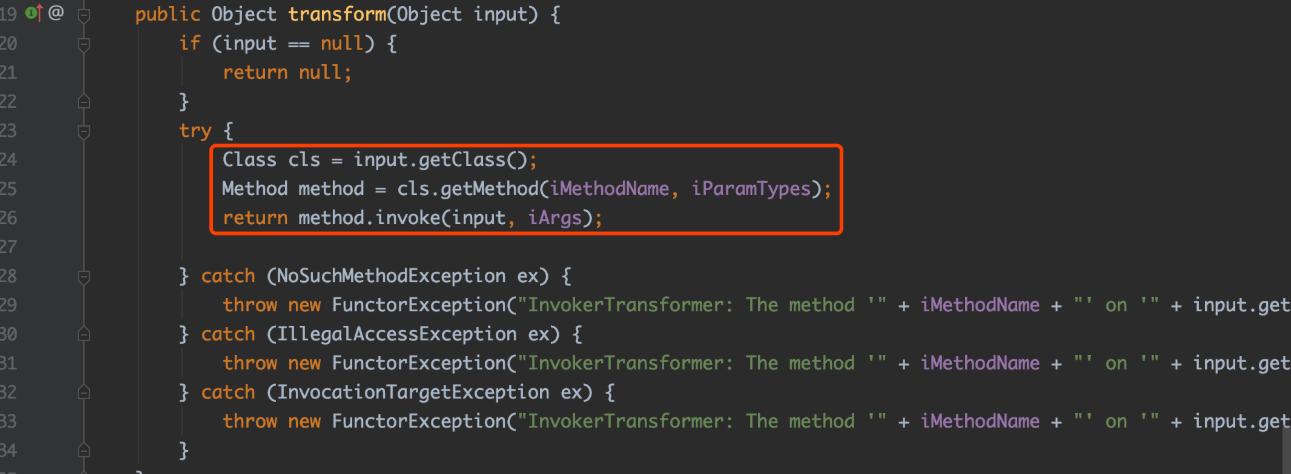 19 @ public Object transform(Object input) {
20 if (input == null) {
21 return null;
22 }
23 try {
24 Class cls = input.getClass();
25 Method method = cls.getMethod(iMethodName, iParamTypes);
26 return method.invoke(input, iArgs);
27
28 } catch (NoSuchMethodException ex) {
29 throw new FunctorException("InvokerTransformer: The method '" + iMethodName + "' on '" + input.get
30 } catch (IllegalAccessException ex) {
31 throw new FunctorException("InvokerTransformer: The method '" + iMethodName + "' on '" + input.get
32 } catch (InvocationTargetException ex) {
33 throw new FunctorException("InvokerTransformer: The method '" + iMethodName + "' on '" + input.get
34 }